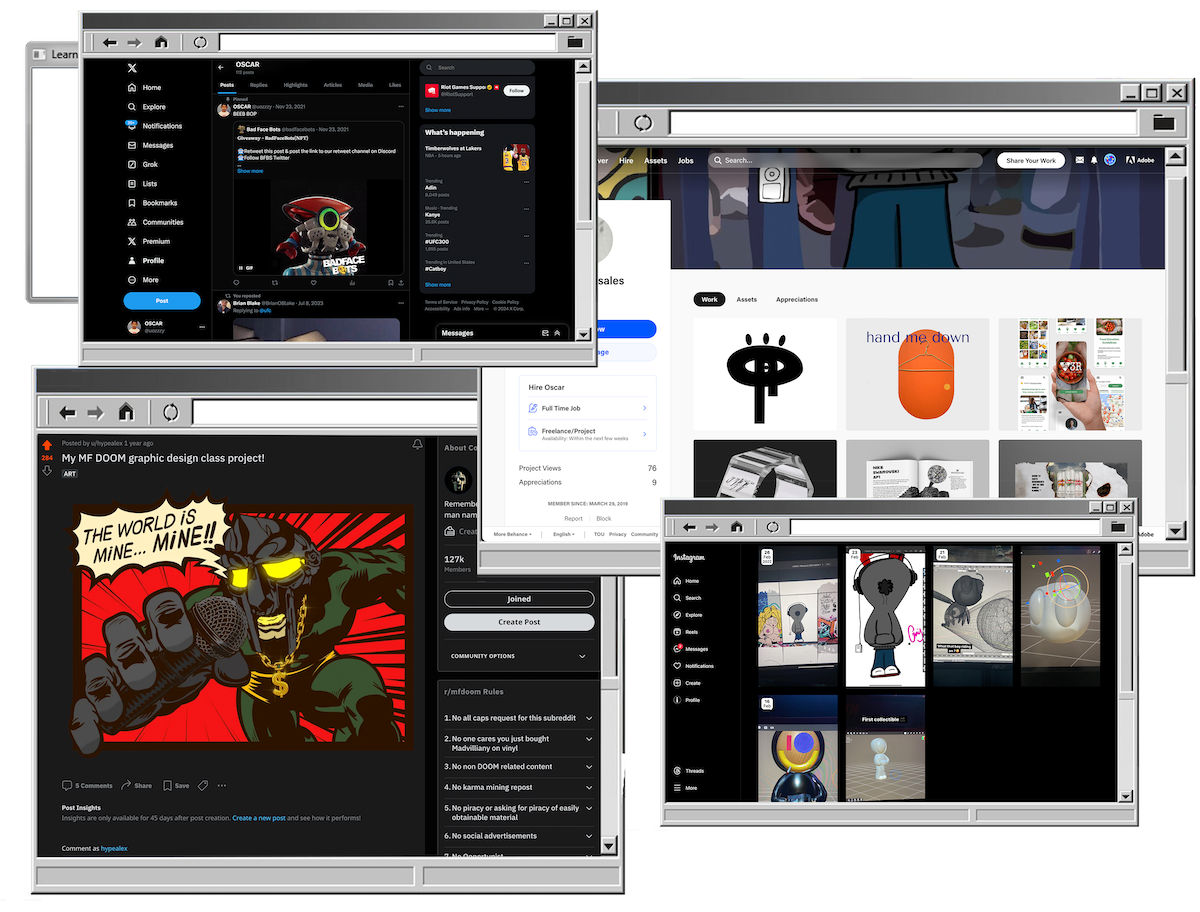 Learn
Home
Explore
20+
Notifications
Messages
Grok
Lists
Bookmarks
Communities
Premium
Profile
More
Post
OSCAR
@uozzzy
OSCAR
112 posts
Posts
Replies
Highlights
Articles
Media
Likes
Pinned
OSCAR @uozzzy · Nov 23, 2021
BEEB BOP
Bad Face Bots @badfacebots · Nov 23, 2021
Giveaway - BadFaceBots(NFT)
Retweet this post & post the link to our retweet channel on Discord
Follow BFBS Twitter
Show more
BADFACE
BOTS
GIF
You reposted
Brian Blake @BrianOBlake · Jul 8, 2023
Replying to @ufc
Search
Riot Games Suppo
@RiotSupport
Follow
Show more
What's happening
Timberwolves at Lakers
NBA · 5 hours ago
Trending
Adin
9,043 posts
Music · Trending
Kanye
Trending
#UFC300
1,893 posts
Trending in United States
#Catboy
Show more
Terms of Service Privacy Policy Cookie Policy
Accessibility Ads info More ··· © 2024 X Corp.
Messages
ver
Hire
Assets
Jobs
Search...
Share Your Work
Adobe
sales
ow
age
Hire Oscar
Full Time Job
Freelance/Project
Availability: Within the next few weeks
Project Views 76
Appreciations 9
MEMBER SINCE: MARCH 25, 2019
Report
Block
More Behance
English
TOU
Privacy
Community
Adobe
Work
Assets
Appreciations
hand me down
NIKE
SWAROVSKI
AF1
Posted by u/hypealex 1 year ago
284
My MF DOOM graphic design class project!
ART
THE WORLD iS
MiNE... MiNE!!
$
5 Comments
Share
Save
Post Insights
Insights are only available for 45 days after post creation. Create a new post and see how it performs!
Comment as hypealex
About Co
Remembe
man nam
Creat
127k
Members
Joined
Create Post
COMMUNITY OPTIONS
r/mfdoom Rules
1. No all caps request for this subreddit
2. No one cares you just bought
Madvilliany on vinyl
3. No non DOOM related content
4. No karma mining repost
5. No piracy or asking for piracy of easily
obtainable material
6. No social advertisements
7. No Opportunist
Instagram
Home
Search
Explore
Reels
Messages
Notifications
Create
Profile
Threads
More
26
Feb
23
Feb
21
Feb
16
Feb
First collectible